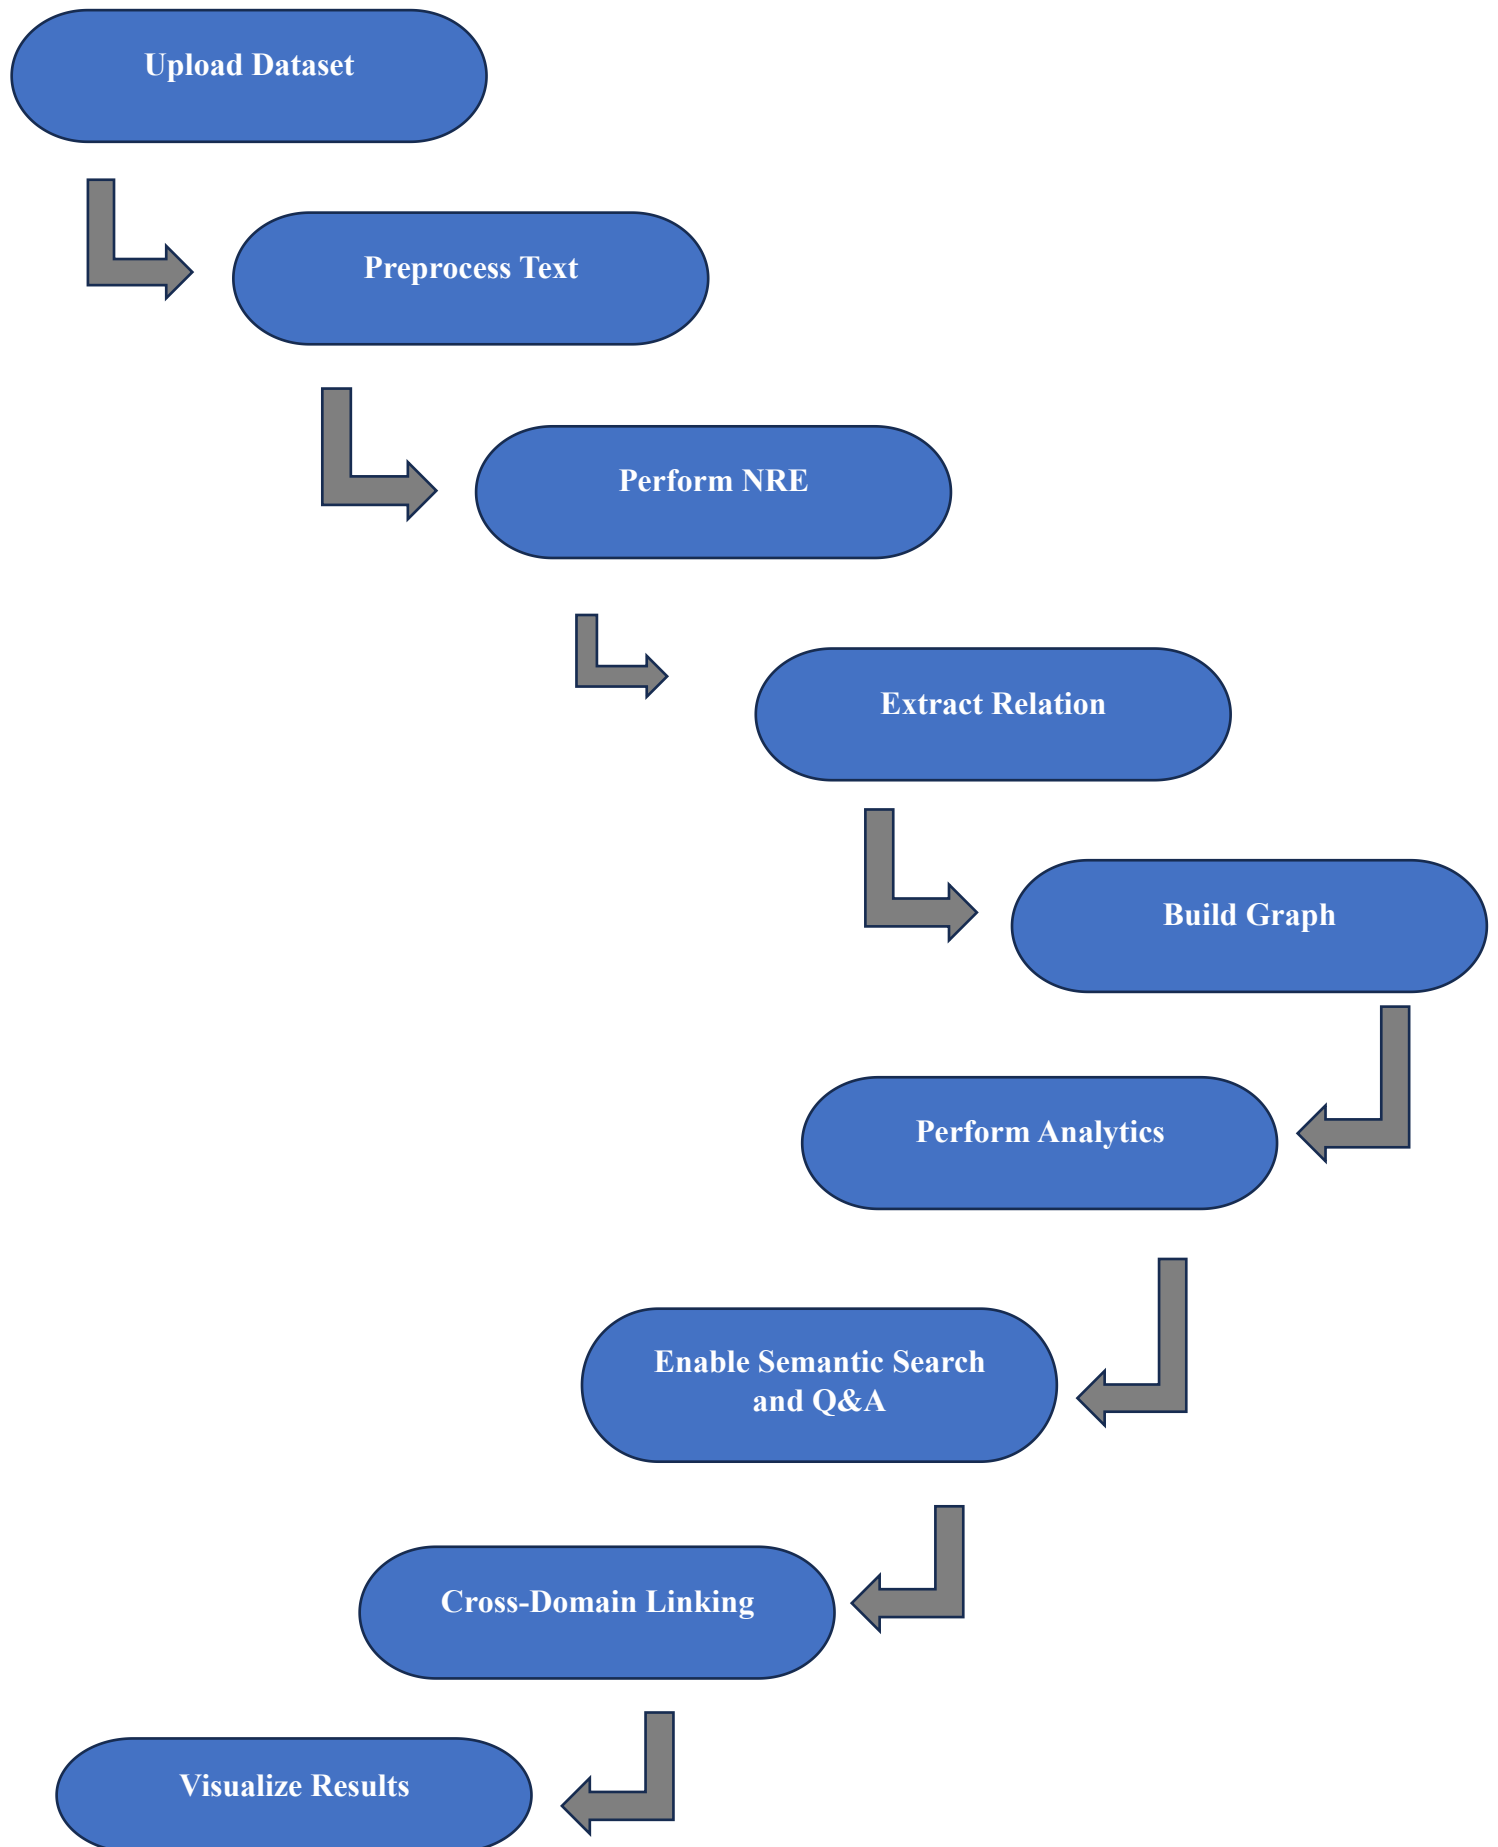 Upload Dataset
Preprocess Text
Perform NRE
Extract Relation
Build Graph
Perform Analytics
Enable Semantic Search
and Q&A
Cross-Domain Linking
Visualize Results